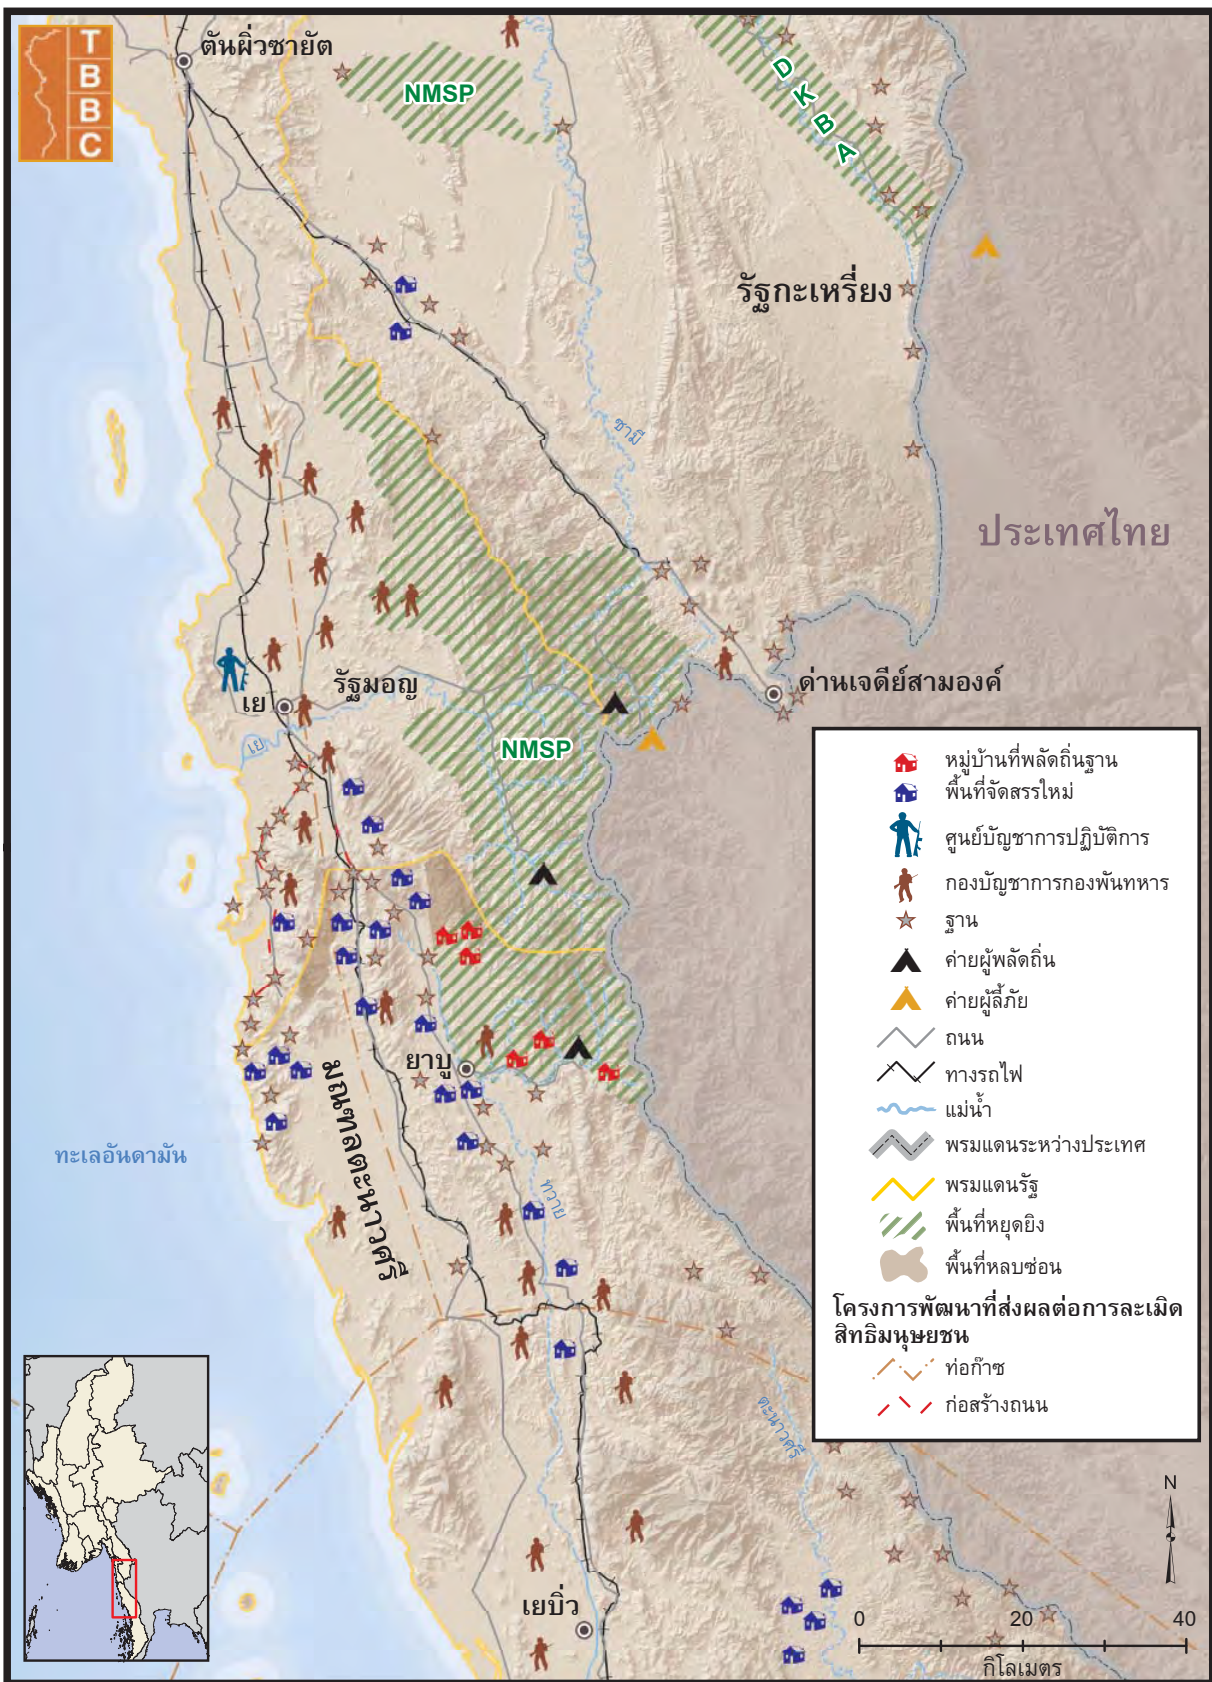 T
B
B
C
ตันผิ่วซายัต
NMSP
D
K
B
A
รัฐกะเหรี่ยง
ซามี
ประเทศไทย
ด่านเจดีย์สามองค์
รัฐมอญ
เย
เย
NMSP
ยาบู
มณฑลตะนาวศรี
ทะเลอันดามัน
ทวาย
ตะนาวศรี
เยบิ่ว
หมู่บ้านที่พลัดถิ่นฐาน
พื้นที่จัดสรรใหม่
ศูนย์บัญชาการปฏิบัติการ
กองบัญชาการกองพันทหาร
ฐาน
ค่ายผู้พลัดถิ่น
ค่ายผู้ลี้ภัย
ถนน
ทางรถไฟ
แม่น้ำ
พรมแดนระหว่างประเทศ
พรมแดนรัฐ
พื้นที่หยุดยิง
พื้นที่หลบซ่อน
โครงการพัฒนาที่ส่งผลต่อการละเมิด
สิทธิมนุษยชน
ท่อก๊าซ
ก่อสร้างถนน
N
0 20 40
กิโลเมตร